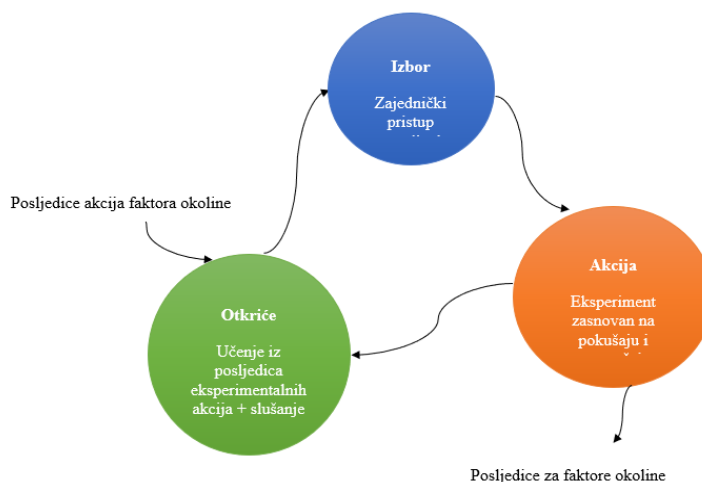 Izbor
Zajednički
pristup
Posljedice akcija faktora okoline
Akcija
Eksperiment
zasnovan na
pokušaju i
Otkriće
Učenje iz
posljedica
eksperimentalnih
akcija + slušanje
Posljedice za faktore okoline